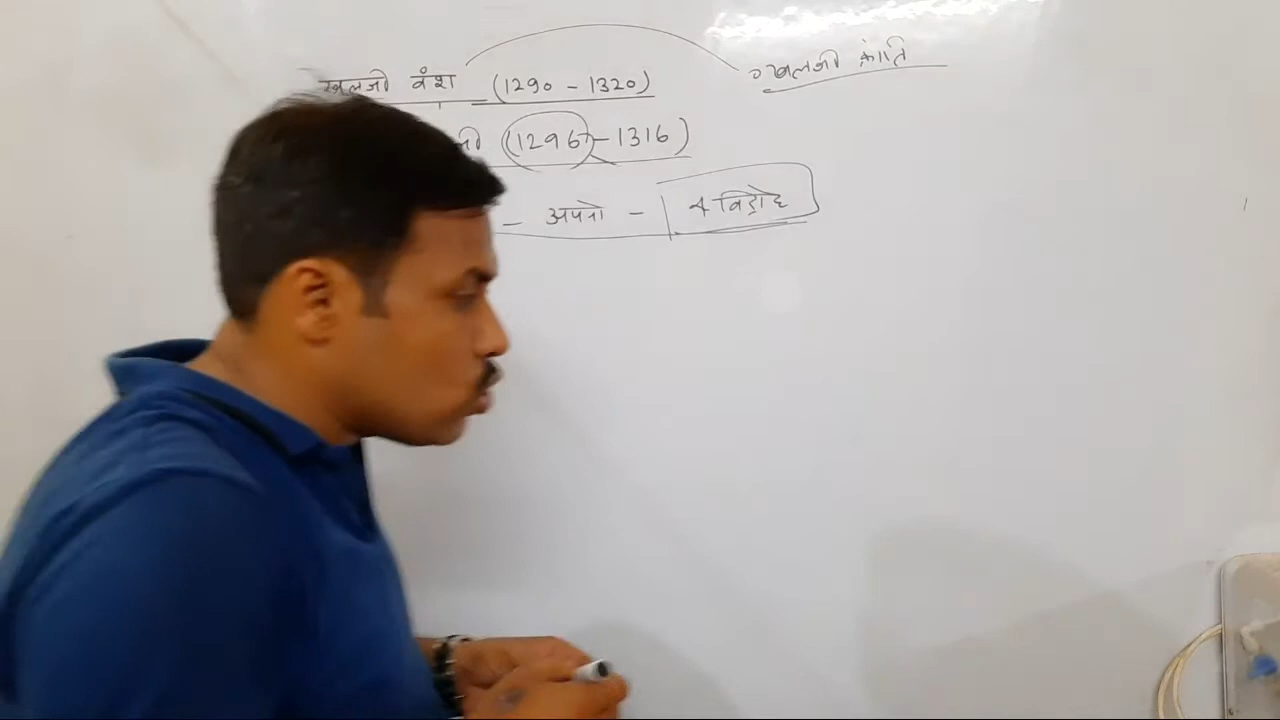 खलजी वंश (1290 - 1320)
खलजी क्रांति
जी (1296 - 1316)
- अपने - 4 विद्रोह